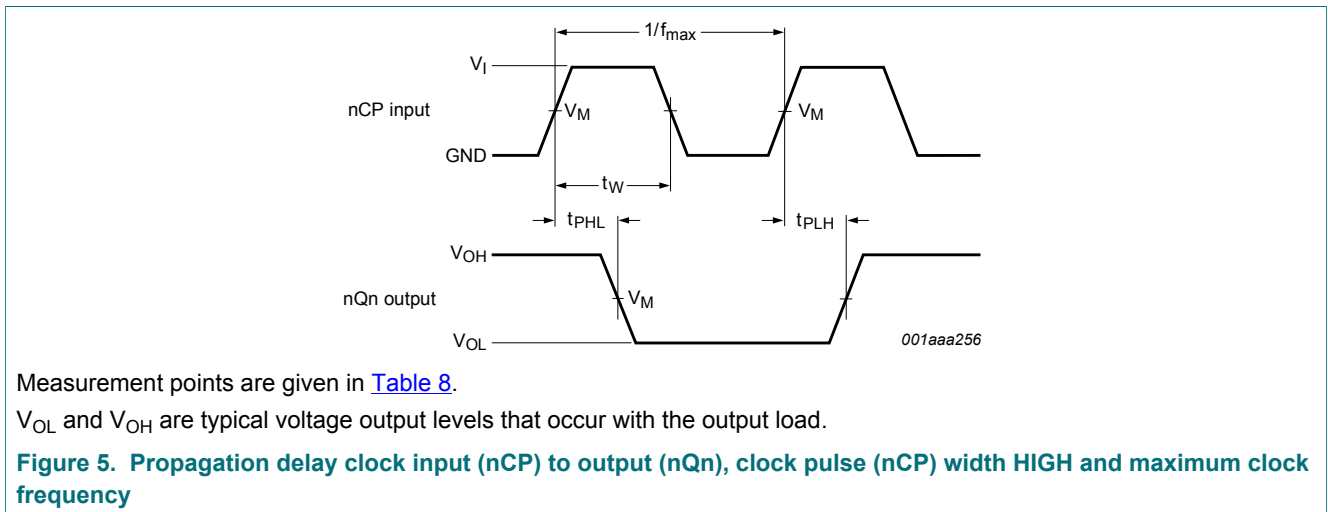 1/fmax
VI
nCP input
VM
VM
GND
tW
tPHL
tPLH
VOH
nQn output
VM
VOL
001aaa256
Measurement points are given in Table 8.
VOL and VOH are typical voltage output levels that occur with the output load.
Figure 5. Propagation delay clock input (nCP) to output (nQn), clock pulse (nCP) width HIGH and maximum clock
frequency